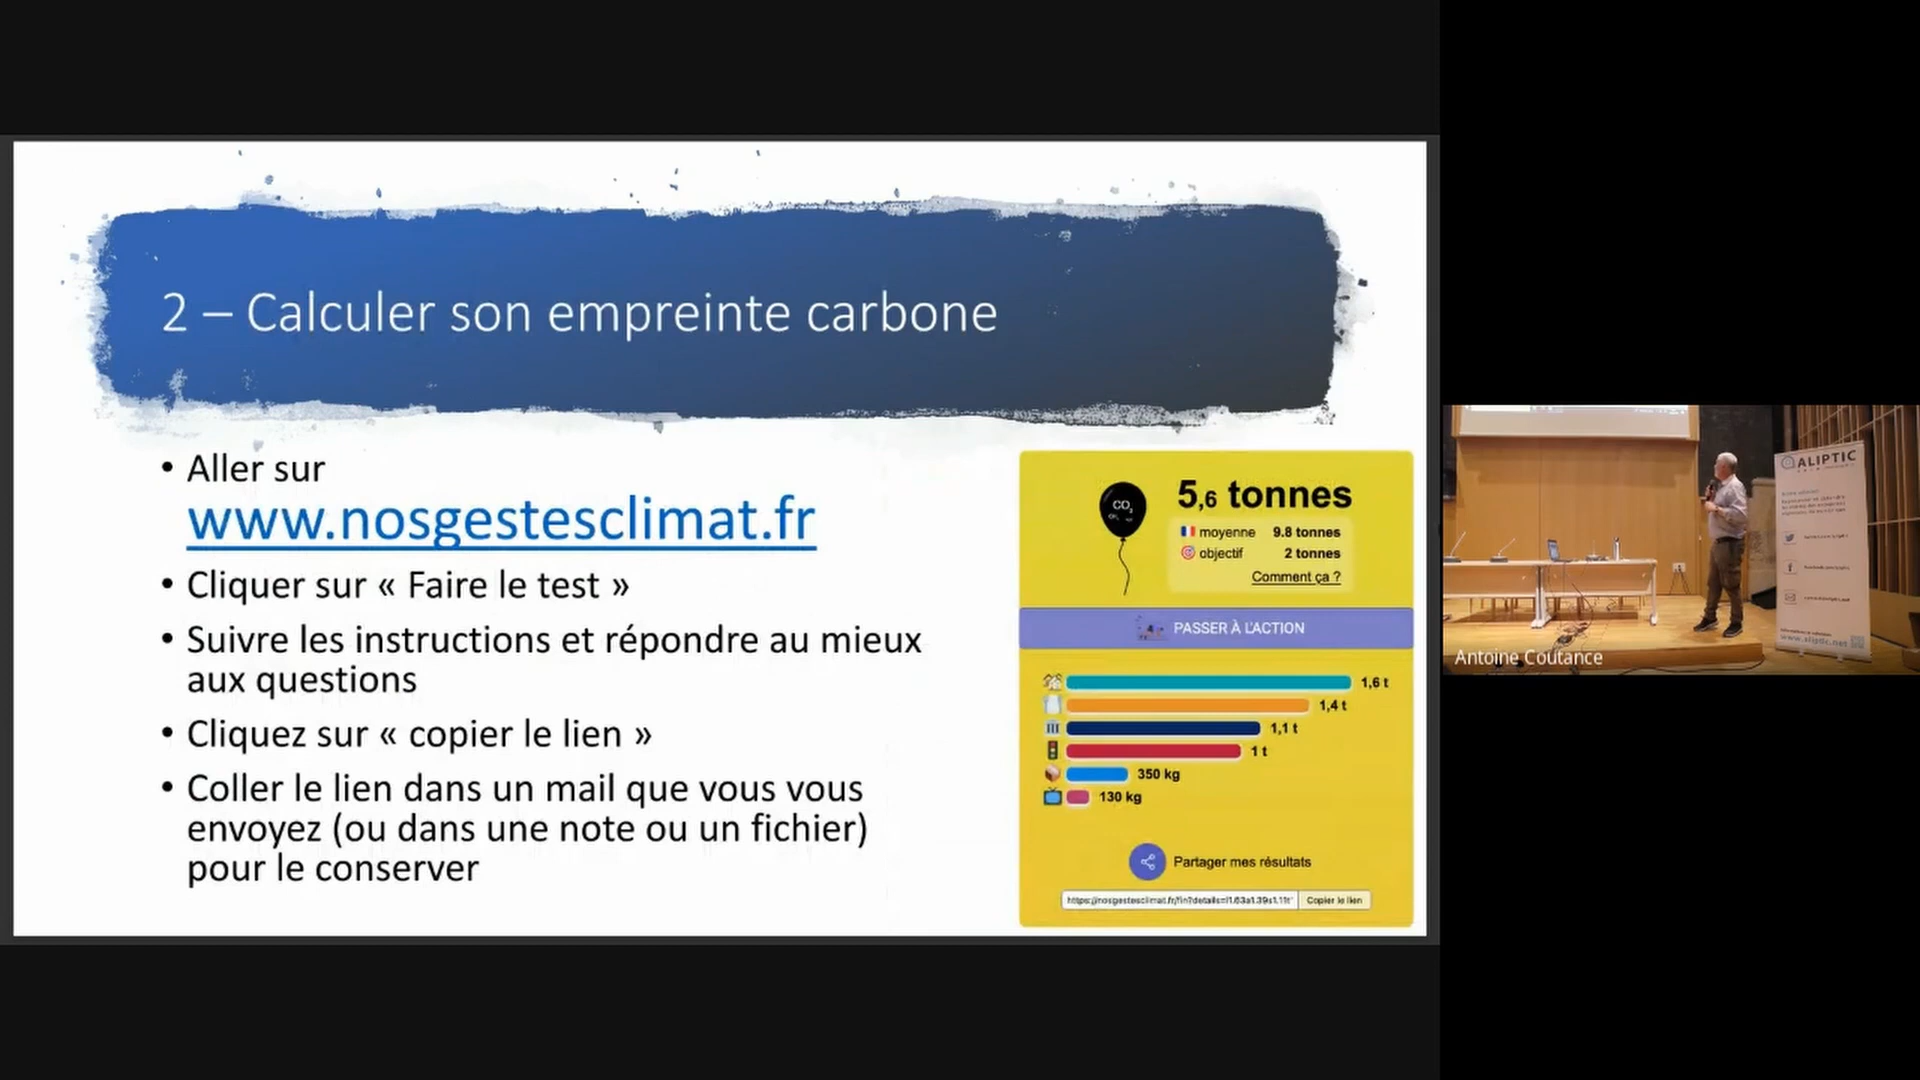 2 – Calculer son empreinte carbone
• Aller sur
www.nosgestesclimat.fr
• Cliquer sur « Faire le test »
• Suivre les instructions et répondre au mieux
aux questions
• Cliquez sur « copier le lien »
• Coller le lien dans un mail que vous vous
envoyez (ou dans une note ou un fichier)
pour le conserver
CO₂
5,6 tonnes
moyenne 9.8 tonnes
objectif 2 tonnes
Comment ça ?
PASSER À L'ACTION
1,6 t
1,4 t
1,1 t
1 t
350 kg
130 kg
Partager mes résultats
Copier le lien
ALIPTIC
www.aliptic.net
Antoine Coutance